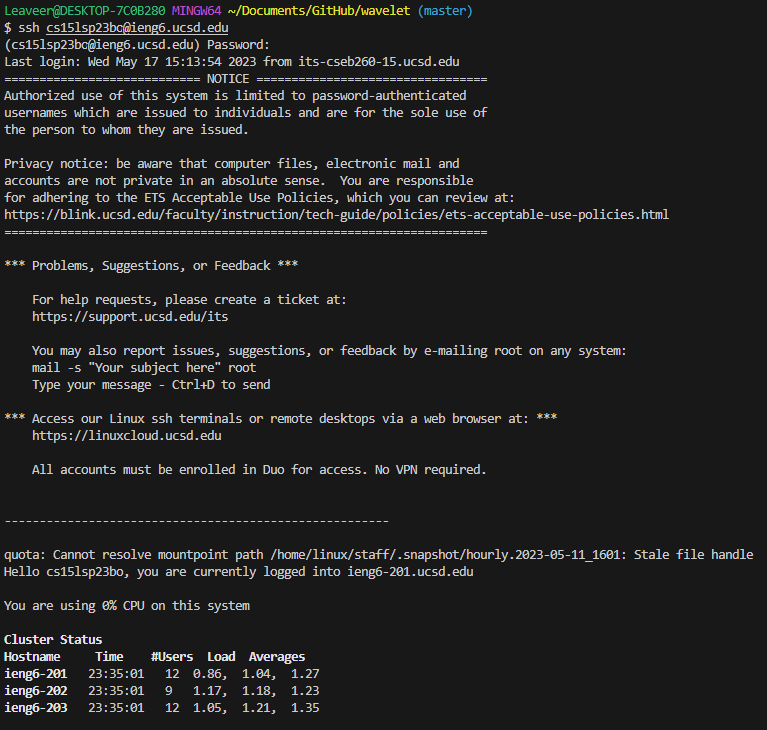 Leaveer@DESKTOP-7C0B280 MINGW64 ~/Documents/GitHub/wavelet (master)
$ ssh cs15lsp23bo@ieng6.ucsd.edu
(cs15lsp23bo@ieng6.ucsd.edu) Password:
Last login: Wed May 17 15:13:54 2023 from its-cseb260-15.ucsd.edu
============================ NOTICE =================================
Authorized use of this system is limited to password-authenticated
usernames which are issued to individuals and are for the sole use of
the person to whom they are issued.
Privacy notice: be aware that computer files, electronic mail and
accounts are not private in an absolute sense.  You are responsible
for adhering to the ETS Acceptable Use Policies, which you can review at:
https://blink.ucsd.edu/faculty/instruction/tech-guide/policies/ets-acceptable-use-policies.html
=====================================================================
*** Problems, Suggestions, or Feedback ***
For help requests, please create a ticket at:
https://support.ucsd.edu/its
You may also report issues, suggestions, or feedback by e-mailing root on any system:
mail -s "Your subject here" root
Type your message - Ctrl+D to send
*** Access our Linux ssh terminals or remote desktops via a web browser at: ***
https://linuxcloud.ucsd.edu
All accounts must be enrolled in Duo for access. No VPN required.
-------------------------------------------------------
quota: Cannot resolve mountpoint path /home/linux/staff/.snapshot/hourly.2023-05-11_1601: Stale file handle
Hello cs15lsp23bo, you are currently logged into ieng6-201.ucsd.edu
You are using 0% CPU on this system
Cluster Status
Hostname     Time    #Users  Load  Averages
ieng6-201   23:35:01   12  0.86,  1.04,  1.27
ieng6-202   23:35:01   9   1.17,  1.18,  1.23
ieng6-203   23:35:01   12  1.05,  1.21,  1.35